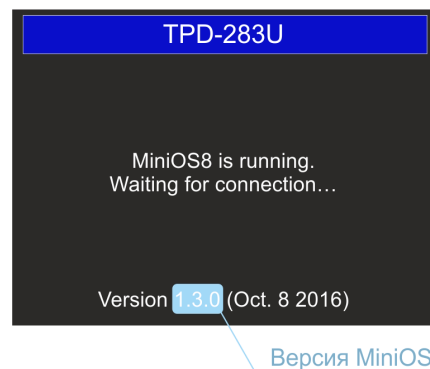 TPD-283U
MiniOS8 is running.
Waiting for connection...
Version 1.3.0 (Oct. 8 2016)
Версия MiniOS